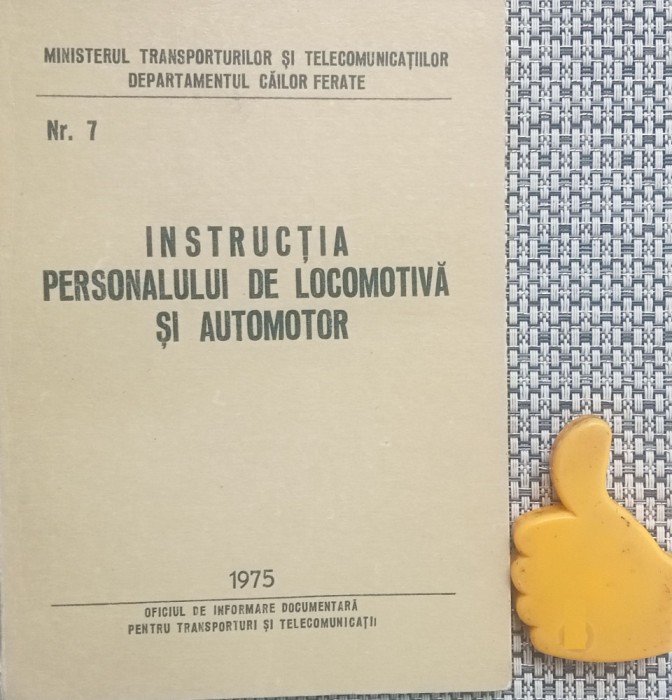 MINISTERUL TRANSPORTURILOR ȘI TELECOMUNICAȚIILOR
DEPARTAMENTUL CĂILOR FERATE
Nr. 7
INSTRUCȚIA
PERSONALULUI DE LOCOMOTIVĂ
ȘI AUTOMOTOR
1975
OFICIUL DE INFORMARE DOCUMENTARĂ
PENTRU TRANSPORTURI ȘI TELECOMUNICAȚII